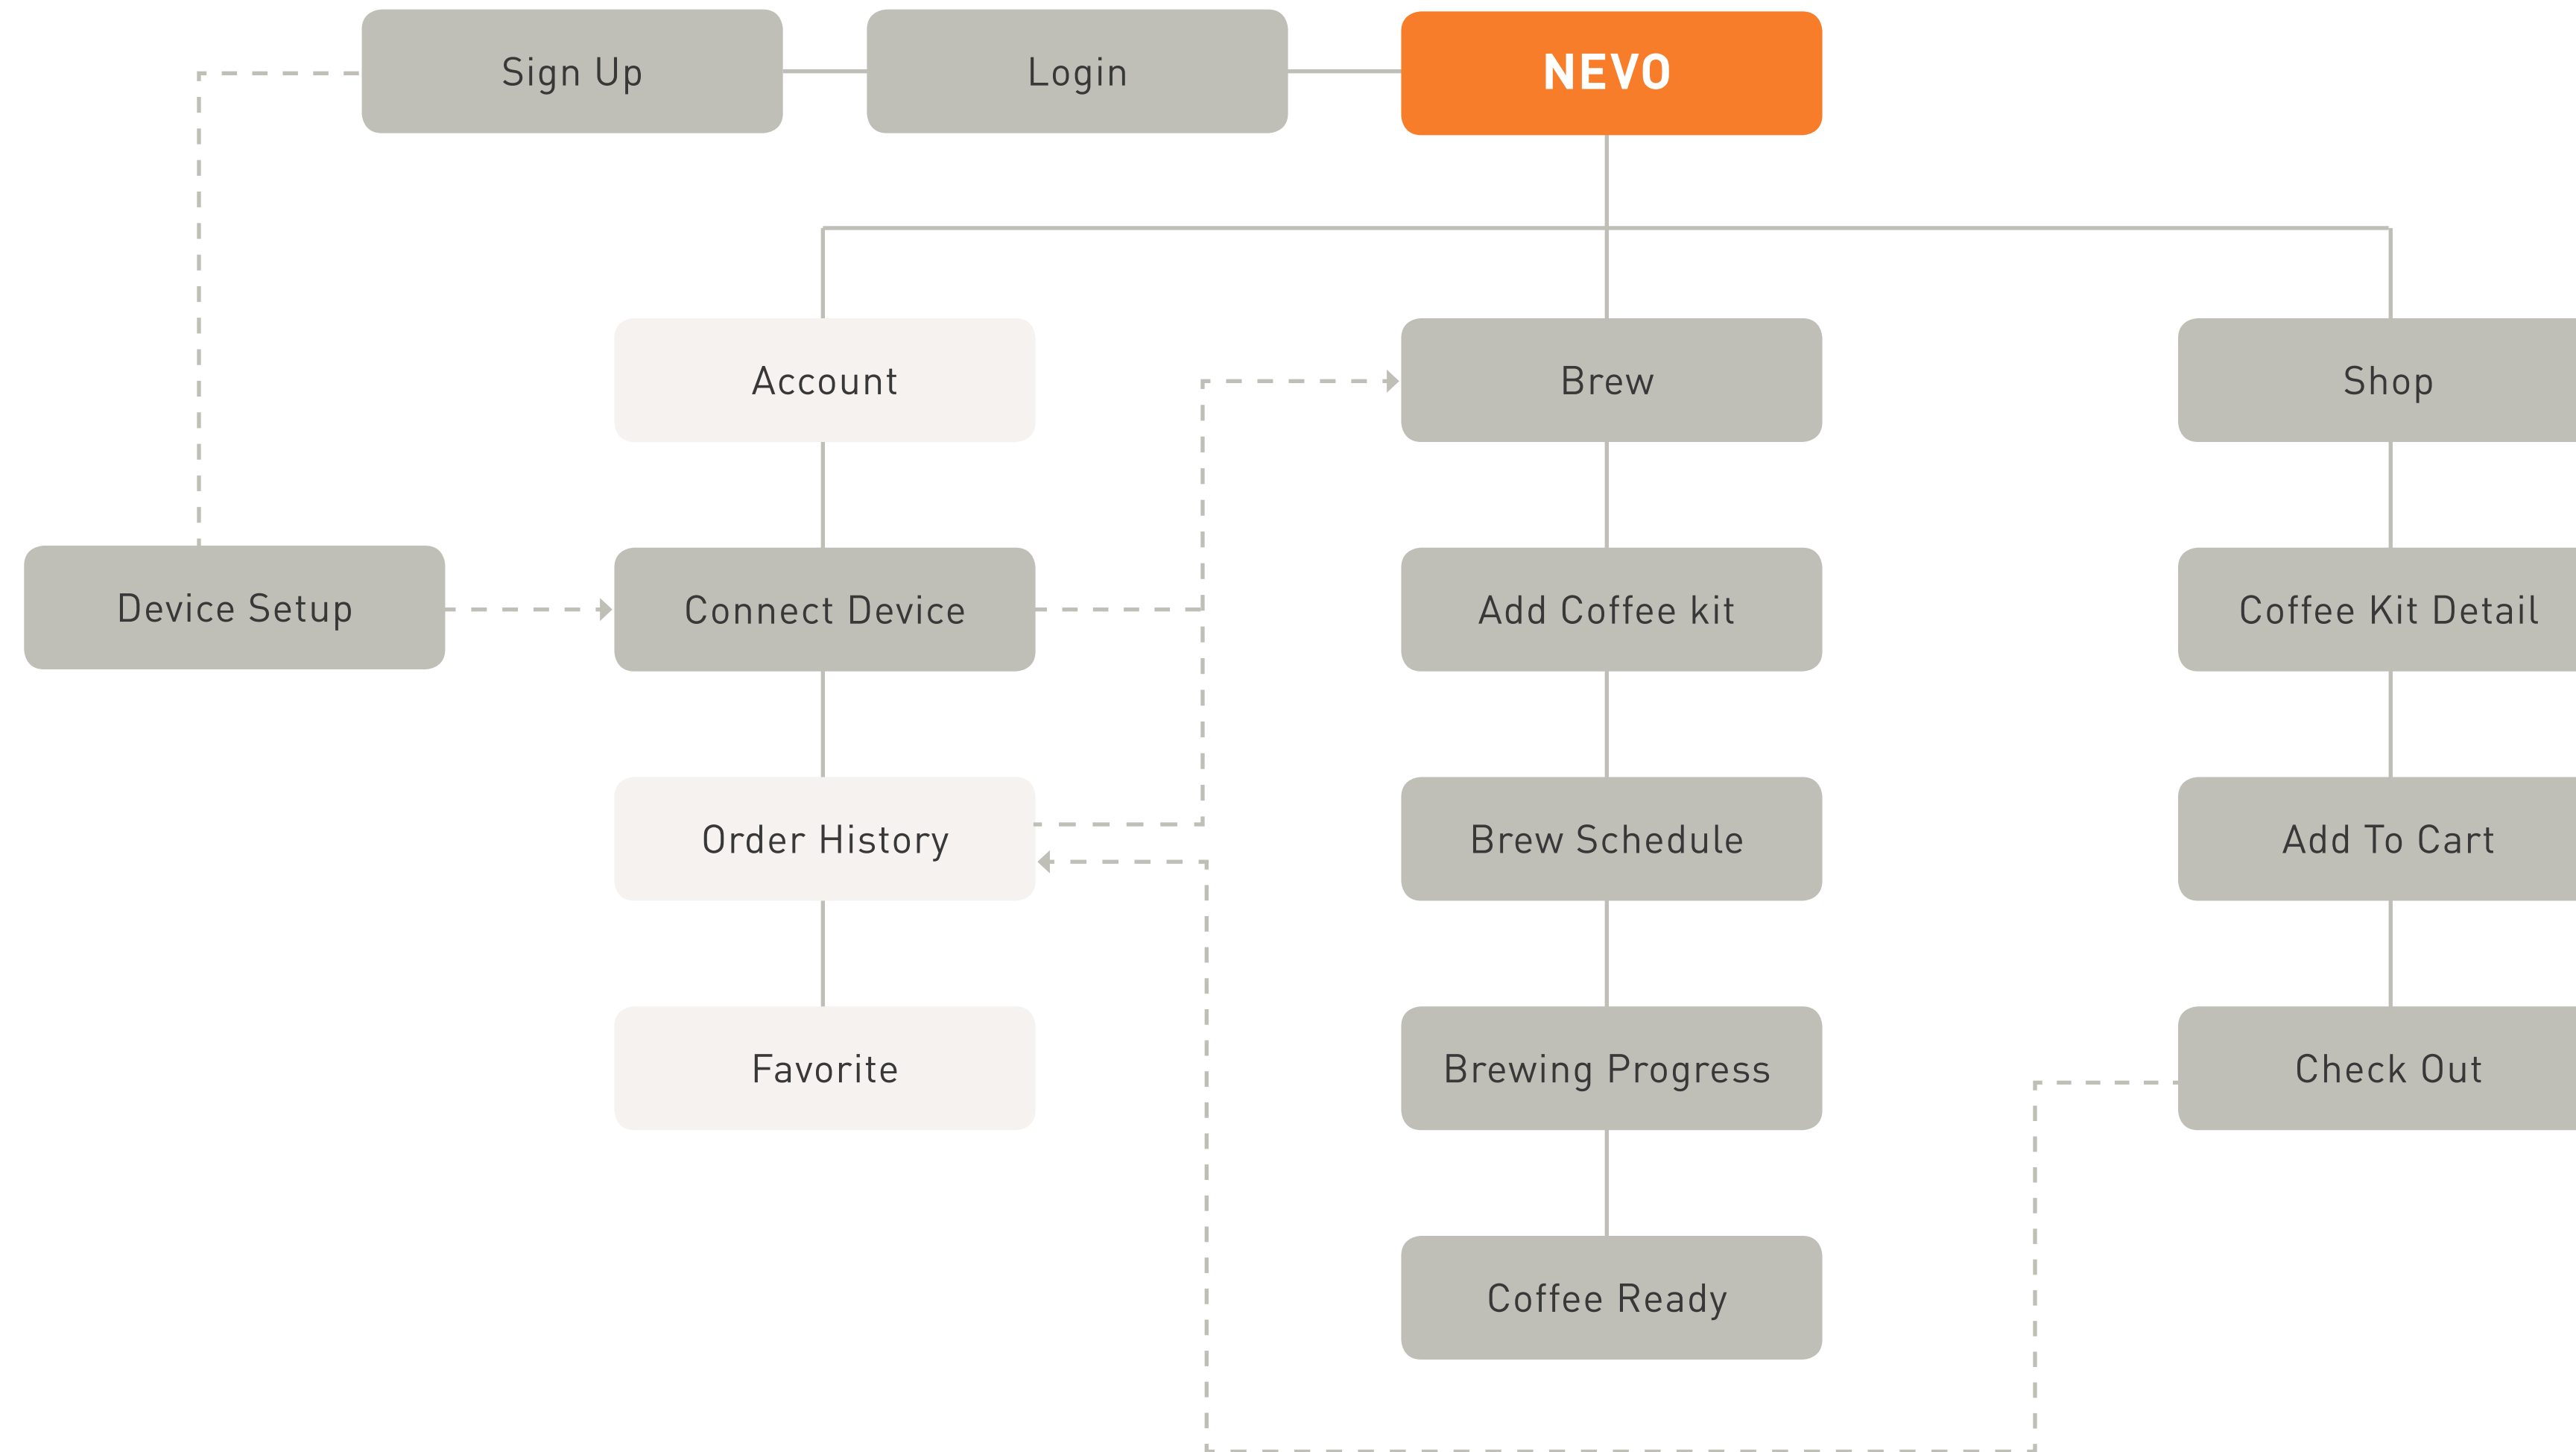 Sign Up
Login
NEVO
Account
Brew
Shop
Device Setup
Connect Device
Add Coffee kit
Coffee Kit Detail
Order History
Brew Schedule
Add To Cart
Favorite
Brewing Progress
Check Out
Coffee Ready